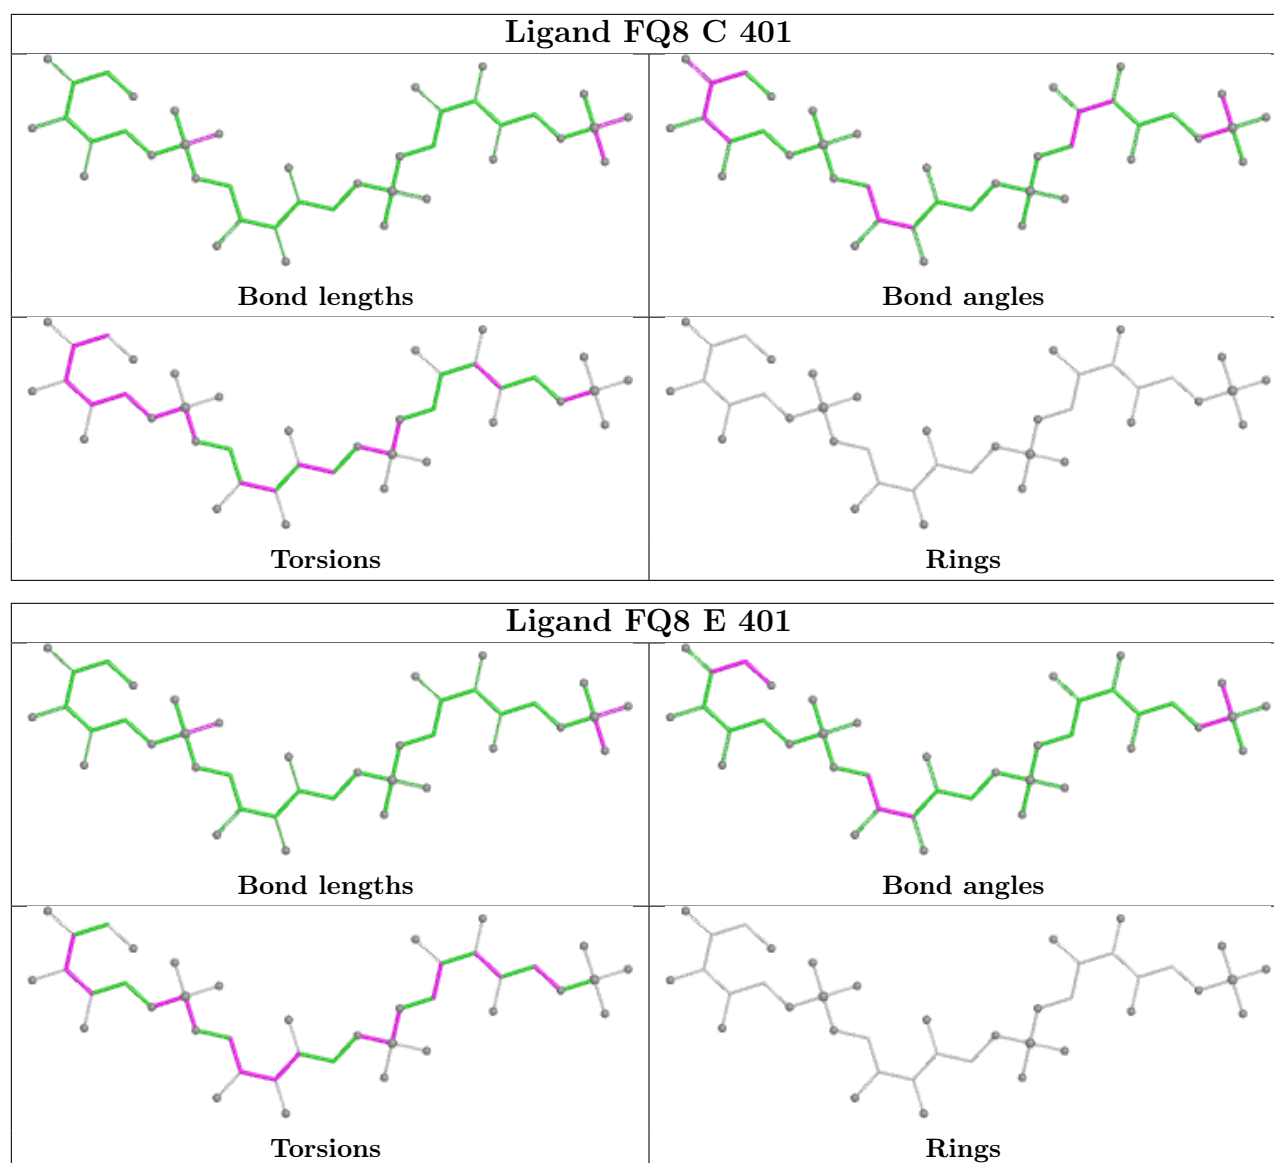 Ligand FQ8 C 401
Bond lengths
Bond angles
Torsions
Rings
Ligand FQ8 E 401
Bond lengths
Bond angles
Torsions
Rings